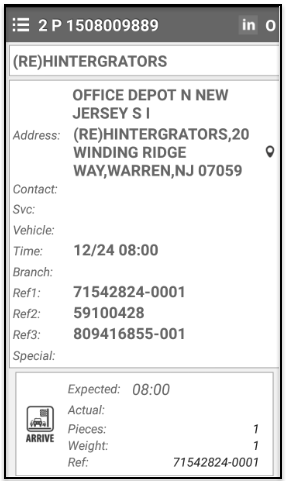 2 P 1508009889 in O
(RE)HINTERGRATORS
OFFICE DEPOT N NEW
JERSEY S I
Address: (RE)HINTERGRATORS,20
WINDING RIDGE
WAY,WARREN,NJ 07059
Contact:
Svc:
Vehicle:
Time: 12/24 08:00
Branch:
Ref1: 71542824-0001
Ref2: 59100428
Ref3: 809416855-001
Special:
Expected: 08:00
Actual:
Pieces: 1
ARRIVE
Weight: 1
Ref: 71542824-0001